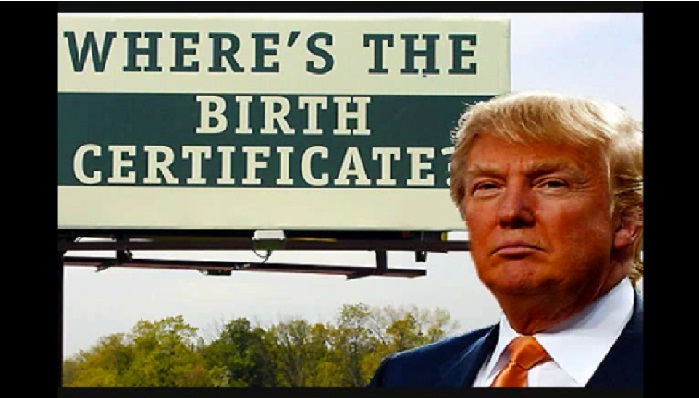 WHERE'S THE
BIRTH
CERTIFICATE?